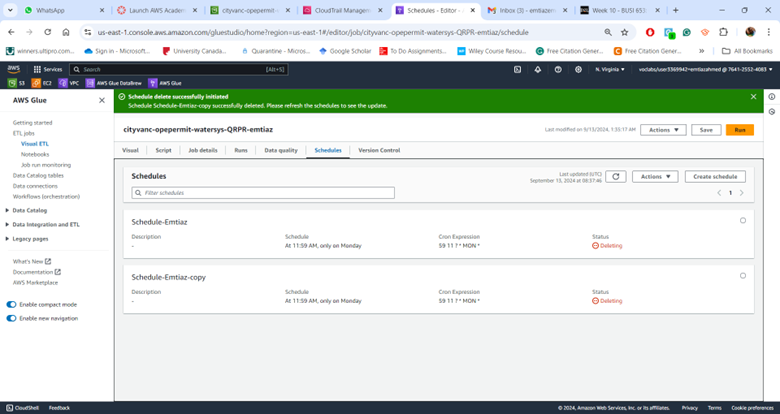 WhatsApp
Launch AWS Academ
cityvanc-opepermit-w
CloudTrail Managem
Schedules - Editor -
Inbox (3) - emtiazem
Week 10 - BUSI 653
us-east-1.console.aws.amazon.com/gluestudio/home?region=us-east-1#/editor/job/cityvanc-opepermit-watersys-QRPR-emtiaz/schedule
winners.ultipro.com
Sign in - Microsoft...
University Canada...
Quarantine - Micros...
Google Scholar
To Do Assignments...
Wiley Course Resou...
Free Citation Gener...
Free Citation Gener...
All Bookmarks
aws
Services
Search
[Alt+S]
N. Virginia
voclabs/user3369942=emtiazahmed @ 7641-2552-4083
S3
EC2
VPC
AWS Glue DataBrew
AWS Glue
AWS Glue
Getting started
ETL jobs
Visual ETL
Notebooks
Job run monitoring
Data Catalog tables
Data connections
Workflows (orchestration)
Data Catalog
Data Integration and ETL
Legacy pages
What's New
Documentation
AWS Marketplace
Enable compact mode
Enable new navigation
Schedule delete successfully initiated
Schedule Schedule-Emtiaz-copy successfully deleted. Please refresh the schedules to see the update.
cityvanc-opepermit-watersys-QRPR-emtiaz
Last modified on 9/13/2024, 1:35:17 AM
Actions
Save
Run
Visual
Script
Job details
Runs
Data quality
Schedules
Version Control
Schedules
Last updated (UTC)
September 13, 2024 at 08:37:46
Actions
Create schedule
Filter schedules
1
Schedule-Emtiaz
Description
Schedule
Cron Expression
Status
-
At 11:59 AM, only on Monday
59 11 ? * MON *
Deleting
Schedule-Emtiaz-copy
Description
Schedule
Cron Expression
Status
-
At 11:59 AM, only on Monday
59 11 ? * MON *
Deleting
CloudShell
Feedback
© 2024, Amazon Web Services, Inc. or its affiliates.
Privacy
Terms
Cookie preferences